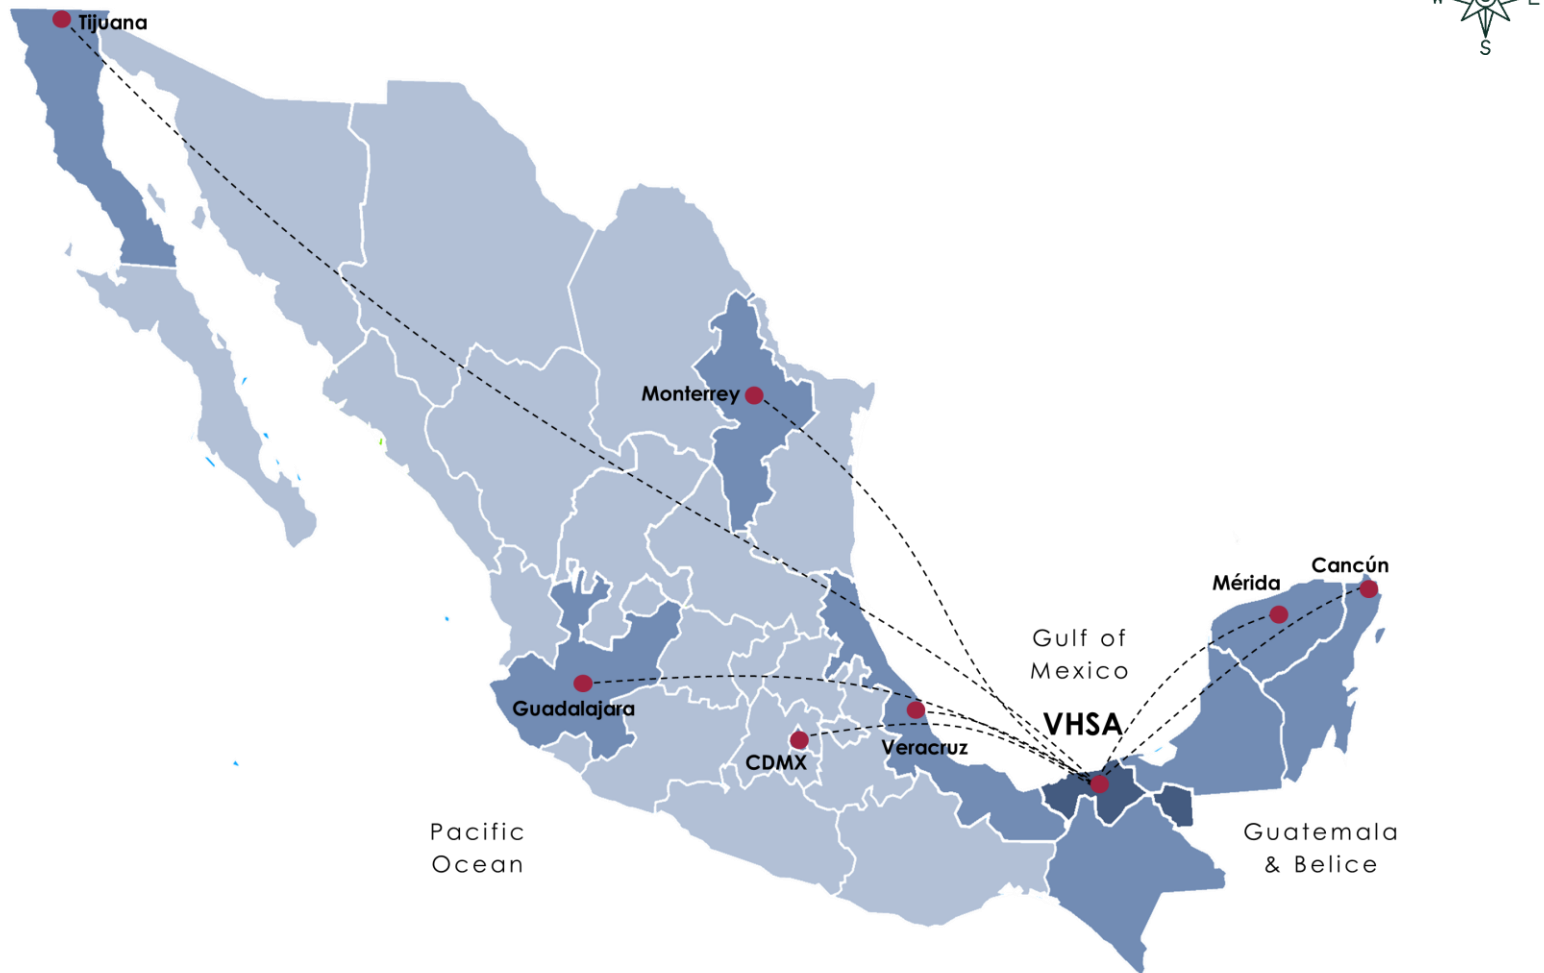 W
E
S
Tijuana
Monterrey
Cancún
Mérida
Gulf of
Mexico
Guadalajara
VHSA
Veracruz
CDMX
Pacific
Ocean
Guatemala
& Belice